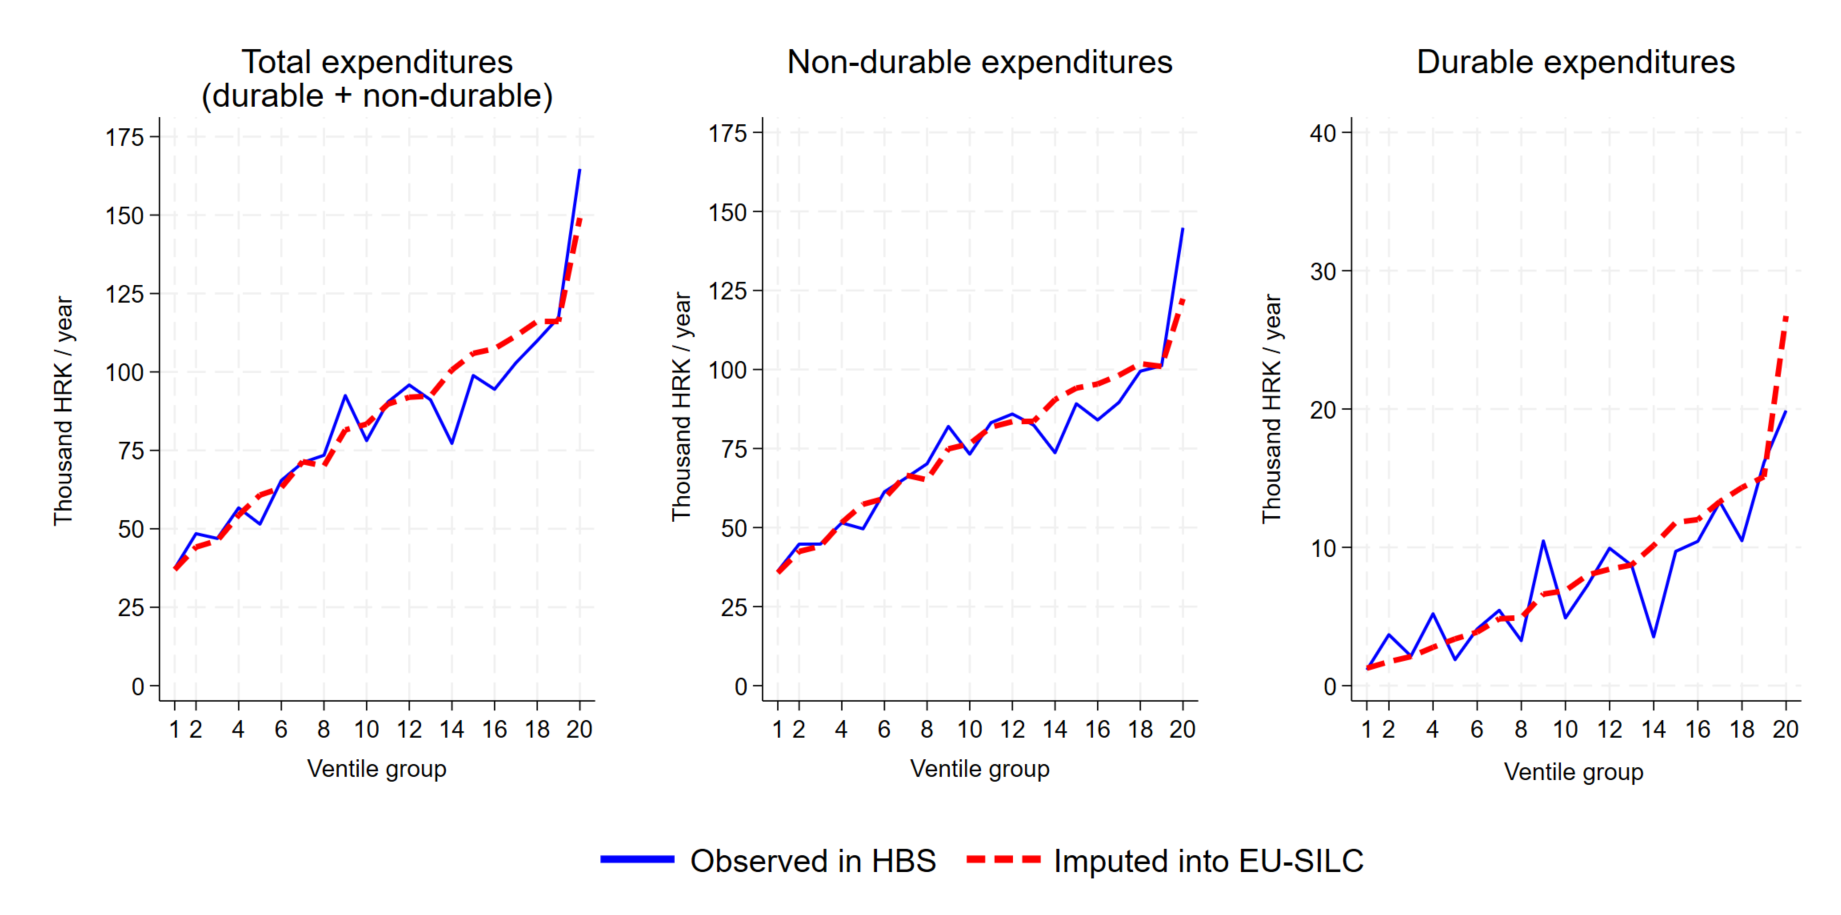 Total expenditures
(durable + non-durable)
Thousand HRK / year
175
150
125
100
75
50
25
0
1 2 4 6 8 10 12 14 16 18 20
Ventile group
Non-durable expenditures
Thousand HRK / year
175
150
125
100
75
50
25
0
1 2 4 6 8 10 12 14 16 18 20
Ventile group
Durable expenditures
Thousand HRK / year
40
30
20
10
0
1 2 4 6 8 10 12 14 16 18 20
Ventile group
Observed in HBS
Imputed into EU-SILC